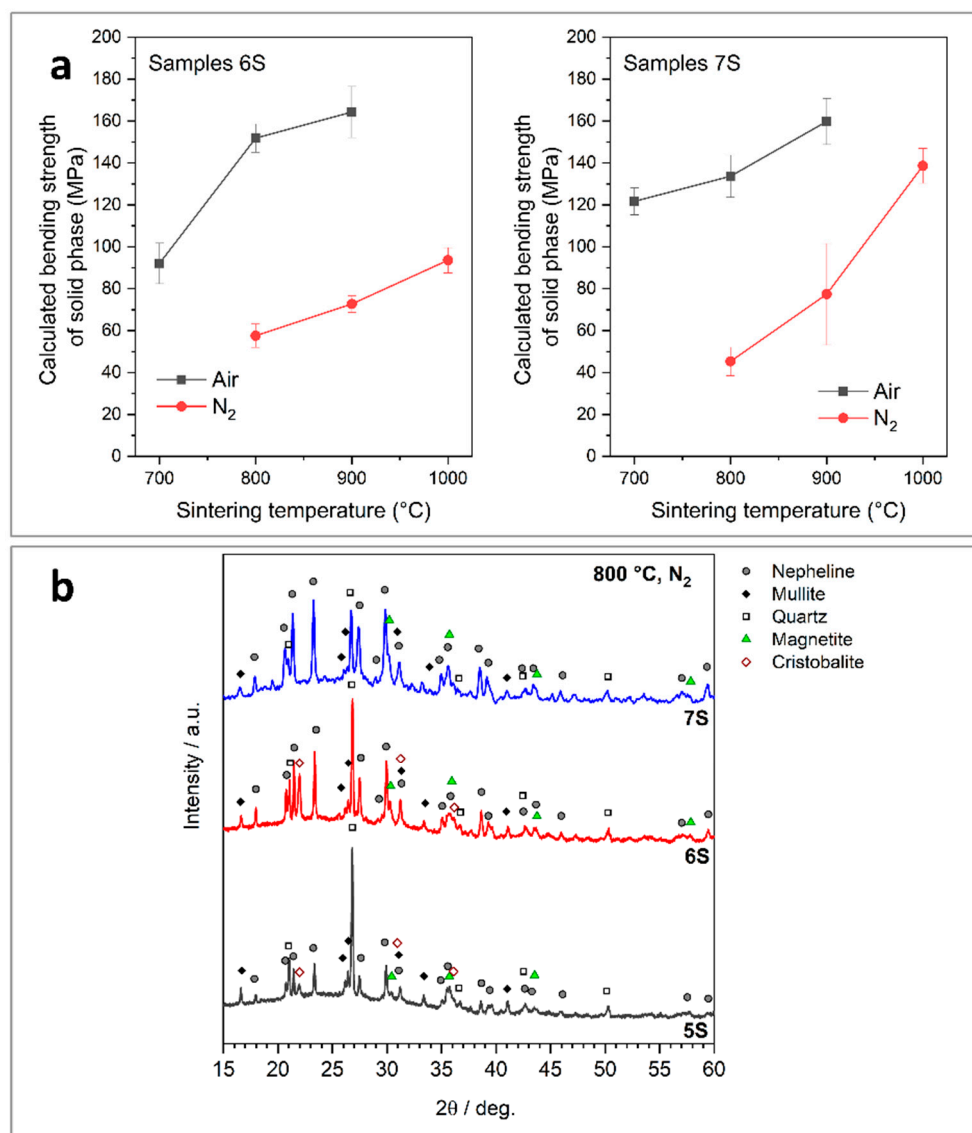 a
Samples 6S
Calculated bending strength
of solid phase (MPa)
200
180
160
140
120
100
80
60
40
20
0
Air
N₂
700
800
900
1000
Sintering temperature (°C)
Samples 7S
Calculated bending strength
of solid phase (MPa)
200
180
160
140
120
100
80
60
40
20
0
Air
N₂
700
800
900
1000
Sintering temperature (°C)
b
800 °C, N₂
Nepheline
Mullite
Quartz
Magnetite
Cristobalite
Intensity / a.u.
7S
6S
5S
15
20
25
30
35
40
45
50
55
60
2θ / deg.